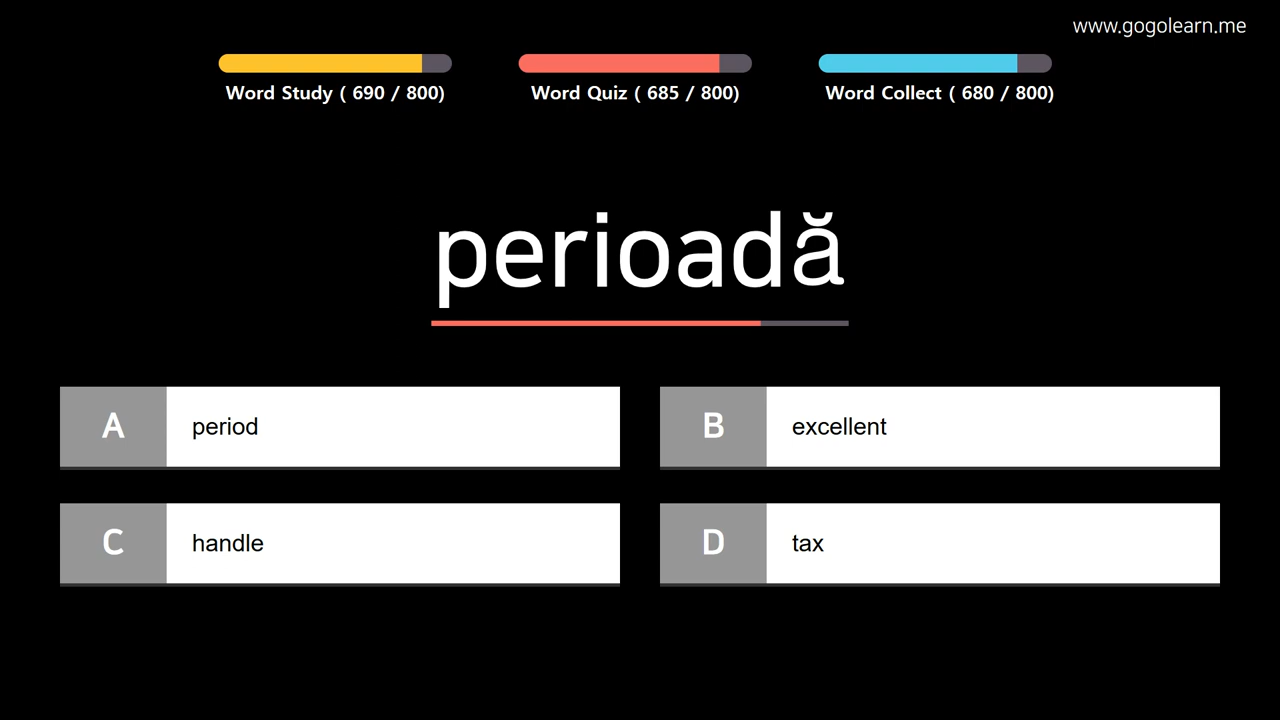 www.gogolearn.me
Word Study ( 690 / 800)
Word Quiz ( 685 / 800)
Word Collect ( 680 / 800)
perioadă
A period
B excellent
C handle
D tax